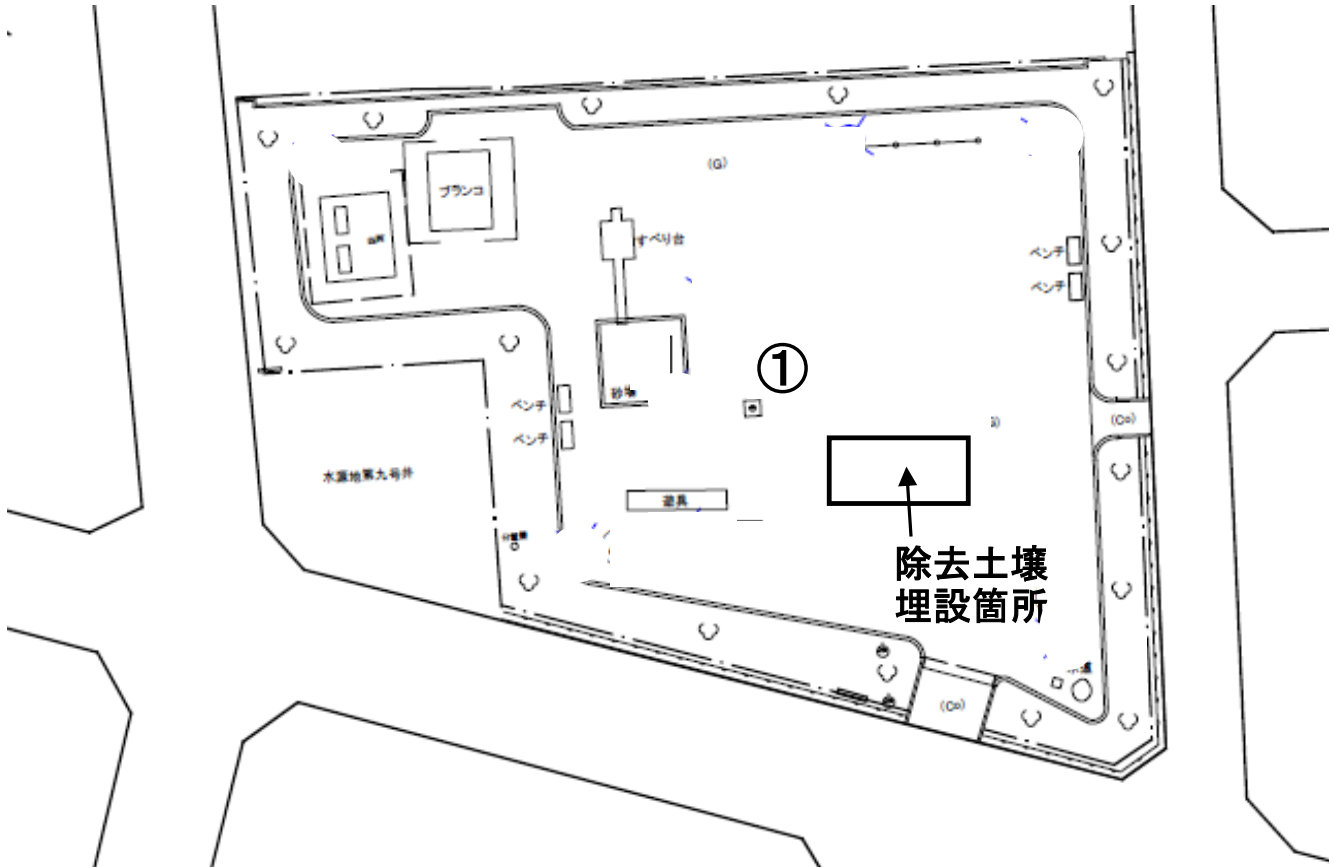 (G)
ブランコ
すべり台
ベンチ
ベンチ
①
砂場
ベンチ
ベンチ
(Co)
G)
水源地第九号井
遊具
除去土壌
埋設箇所
(Co)